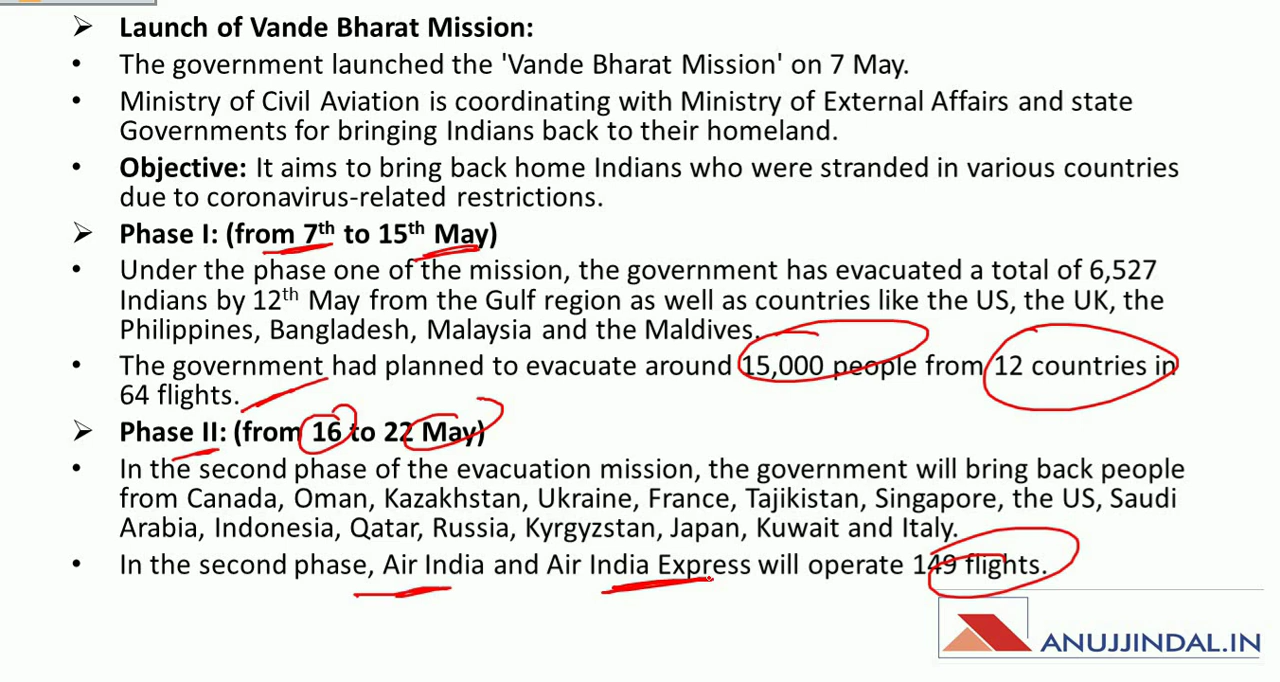 ➢ Launch of Vande Bharat Mission:
• The government launched the 'Vande Bharat Mission' on 7 May.
• Ministry of Civil Aviation is coordinating with Ministry of External Affairs and state
Governments for bringing Indians back to their homeland.
• Objective: It aims to bring back home Indians who were stranded in various countries
due to coronavirus-related restrictions.
➢ Phase I: (from 7th to 15th May)
• Under the phase one of the mission, the government has evacuated a total of 6,527
Indians by 12th May from the Gulf region as well as countries like the US, the UK, the
Philippines, Bangladesh, Malaysia and the Maldives.
• The government had planned to evacuate around 15,000 people from 12 countries in
64 flights.
➢ Phase II: (from 16 to 22 May)
• In the second phase of the evacuation mission, the government will bring back people
from Canada, Oman, Kazakhstan, Ukraine, France, Tajikistan, Singapore, the US, Saudi
Arabia, Indonesia, Qatar, Russia, Kyrgyzstan, Japan, Kuwait and Italy.
• In the second phase, Air India and Air India Express will operate 149 flights.
ANUJJINDAL.IN